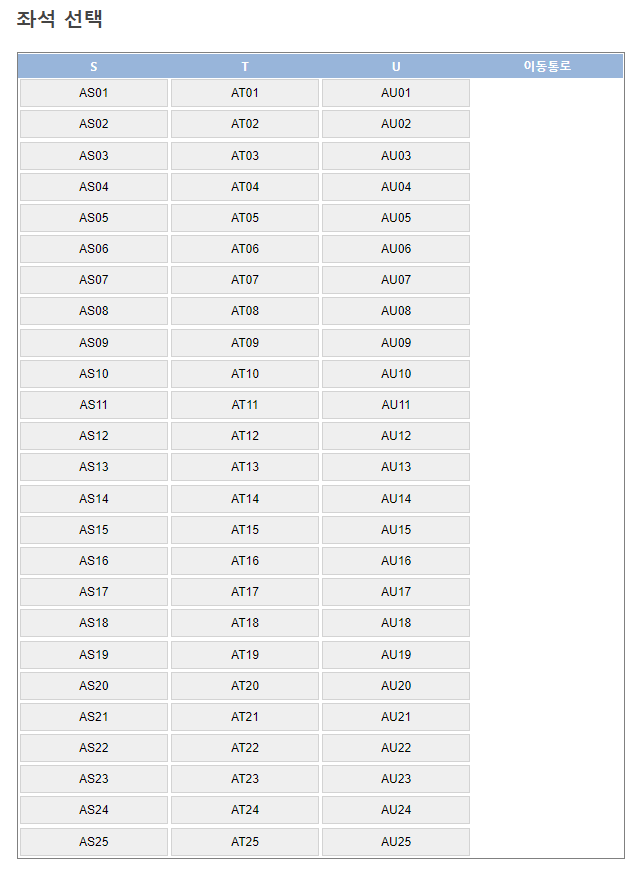 좌석 선택
S T U 이동통로
AS01 AT01 AU01
AS02 AT02 AU02
AS03 AT03 AU03
AS04 AT04 AU04
AS05 AT05 AU05
AS06 AT06 AU06
AS07 AT07 AU07
AS08 AT08 AU08
AS09 AT09 AU09
AS10 AT10 AU10
AS11 AT11 AU11
AS12 AT12 AU12
AS13 AT13 AU13
AS14 AT14 AU14
AS15 AT15 AU15
AS16 AT16 AU16
AS17 AT17 AU17
AS18 AT18 AU18
AS19 AT19 AU19
AS20 AT20 AU20
AS21 AT21 AU21
AS22 AT22 AU22
AS23 AT23 AU23
AS24 AT24 AU24
AS25 AT25 AU25